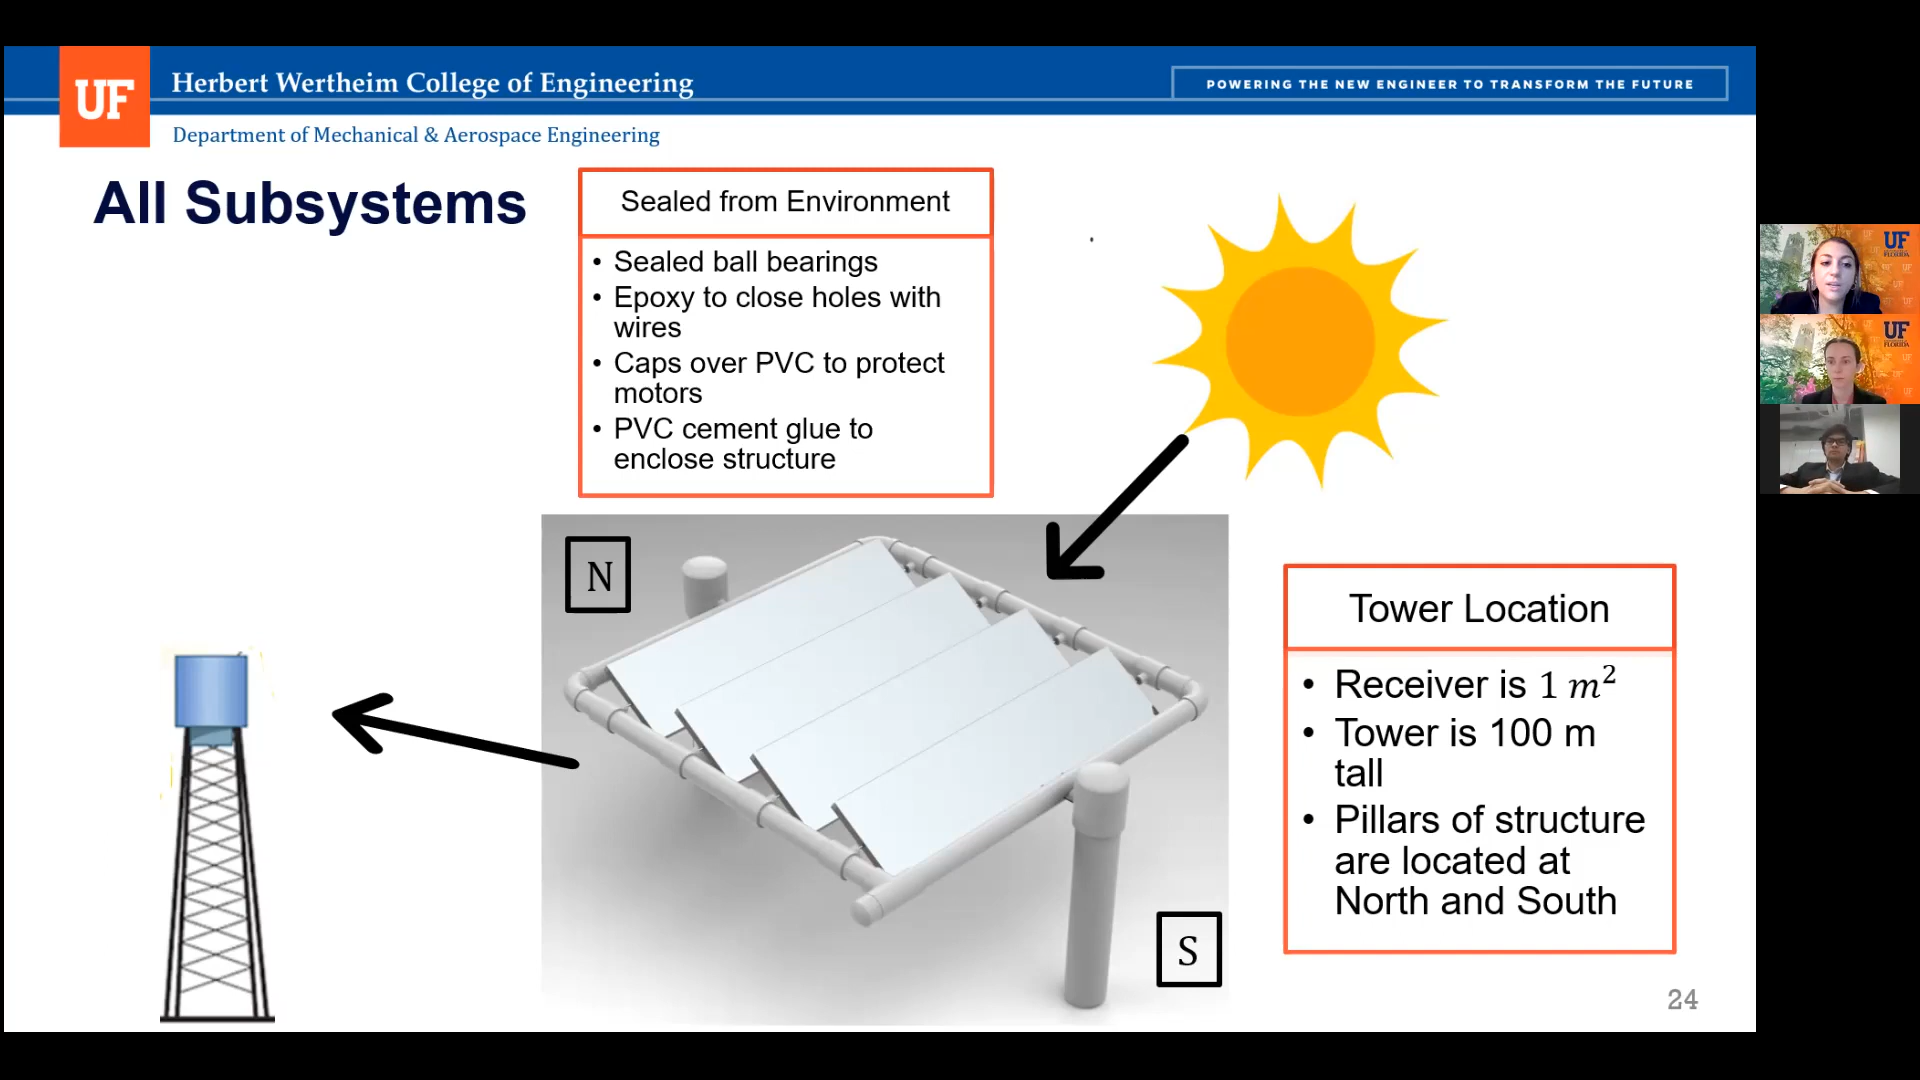 UF
Herbert Wertheim College of Engineering
POWERING THE NEW ENGINEER TO TRANSFORM THE FUTURE
Department of Mechanical & Aerospace Engineering
All Subsystems
Sealed from Environment
• Sealed ball bearings
• Epoxy to close holes with
wires
• Caps over PVC to protect
motors
• PVC cement glue to
enclose structure
N
S
Tower Location
• Receiver is 1 m²
• Tower is 100 m
tall
• Pillars of structure
are located at
North and South
24
UF
FLORIDA
UF
FLORIDA